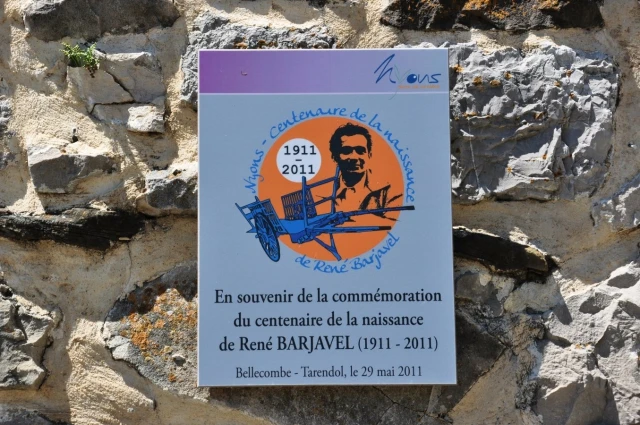 Nyons
Nyons - Centenaire de la naissance
1911
-
2011
de René Barjavel
En souvenir de la commémoration
du centenaire de la naissance
de René BARJAVEL (1911 - 2011)
Bellecombe - Tarendol, le 29 mai 2011